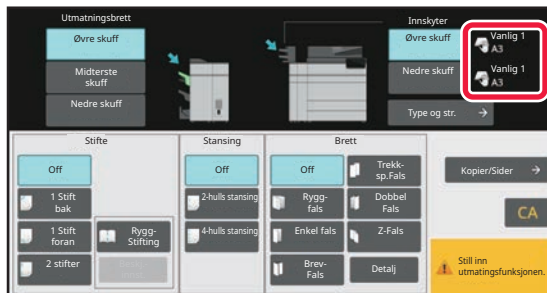 Utmatningsbrett
Øvre skuff
Midterste
skuff
Nedre skuff
Innskyter
Øvre skuff
Vanlig 1
A3
Nedre skuff
Vanlig 1
A3
Type og str.
Stifte
Off
1 Stift
bak
1 Stift
foran
2 stifter
Rygg-
Stifting
Stansing
Off
2-hulls stansing
4-hulls stansing
Brett
Off
Trekk-
sp.Fals
Rygg-
fals
Dobbel
Fals
Enkel fals
Z-Fals
Brev-
Fals
Detalj
Kopier/Sider
CA
Still inn
utmatingsfunksjonen.